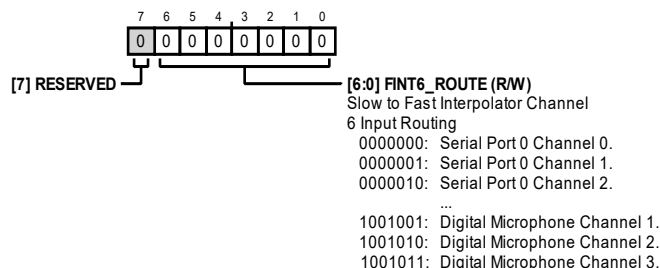 7 6 5 4 3 2 1 0
0 0 0 0 0 0 0 0
[7] RESERVED
[6:0] FINT6_ROUTE (R/W)
Slow to Fast Interpolator Channel
6 Input Routing
0000000: Serial Port 0 Channel 0.
0000001: Serial Port 0 Channel 1.
0000010: Serial Port 0 Channel 2.
...
1001001: Digital Microphone Channel 1.
1001010: Digital Microphone Channel 2.
1001011: Digital Microphone Channel 3.